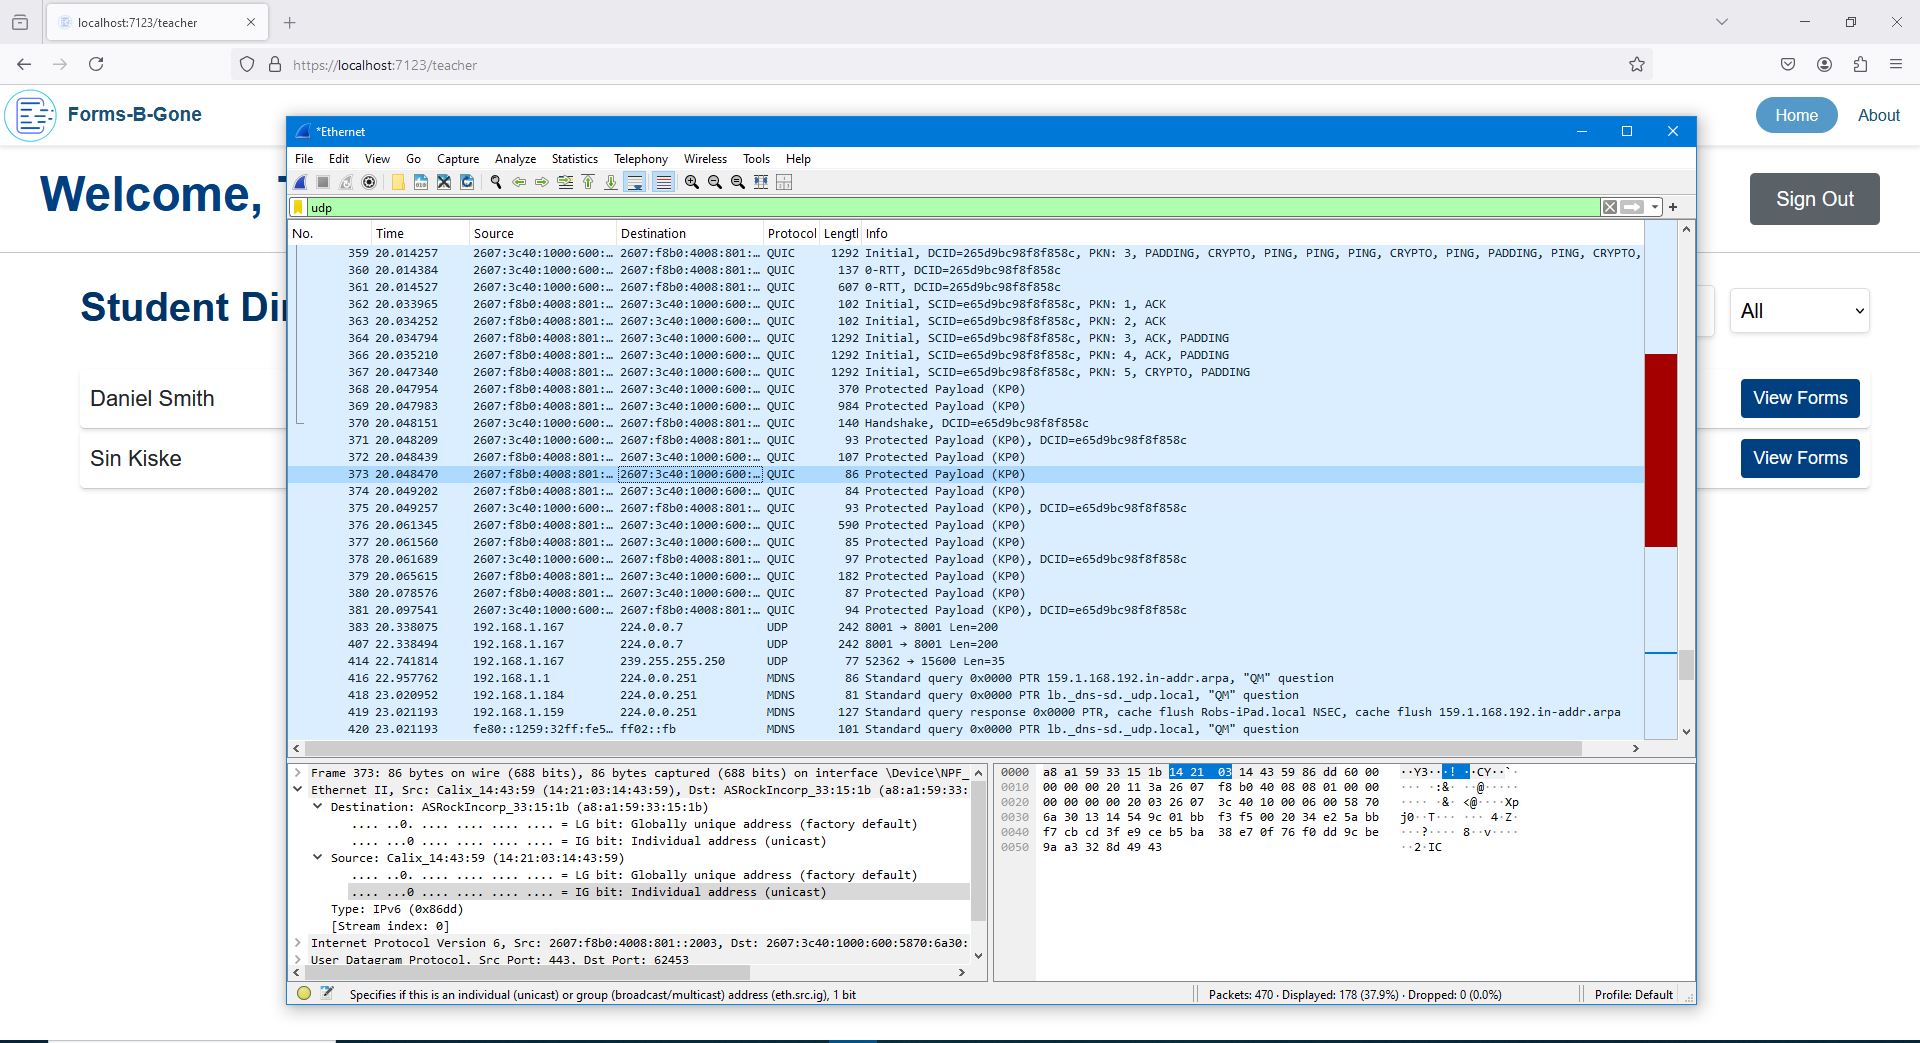 localhost:7123/teacher
https://localhost:7123/teacher
Forms-B-Gone
Home
About
Welcome,
Sign Out
Student Di
All
Daniel Smith
View Forms
Sin Kiske
View Forms
*Ethernet
File Edit View Go Capture Analyze Statistics Telephony Wireless Tools Help
udp
No. Time Source Destination Protocol Lengtl Info
359 20.014257 2607:3c40:1000:600:… 2607:f8b0:4008:801:… QUIC 1292 Initial, DCID=265d9bc98f8f858c, PKN: 3, PADDING, CRYPTO, PING, PING, PING, CRYPTO, PING, PADDING, PING, CRYPTO,
360 20.014384 2607:3c40:1000:600:… 2607:f8b0:4008:801:… QUIC 137 0-RTT, DCID=265d9bc98f8f858c
361 20.014527 2607:3c40:1000:600:… 2607:f8b0:4008:801:… QUIC 607 0-RTT, DCID=265d9bc98f8f858c
362 20.033965 2607:f8b0:4008:801:… 2607:3c40:1000:600:… QUIC 102 Initial, SCID=e65d9bc98f8f858c, PKN: 1, ACK
363 20.034252 2607:f8b0:4008:801:… 2607:3c40:1000:600:… QUIC 102 Initial, SCID=e65d9bc98f8f858c, PKN: 2, ACK
364 20.034794 2607:f8b0:4008:801:… 2607:3c40:1000:600:… QUIC 1292 Initial, SCID=e65d9bc98f8f858c, PKN: 3, ACK, PADDING
366 20.035210 2607:f8b0:4008:801:… 2607:3c40:1000:600:… QUIC 1292 Initial, SCID=e65d9bc98f8f858c, PKN: 4, ACK, PADDING
367 20.047340 2607:f8b0:4008:801:… 2607:3c40:1000:600:… QUIC 1292 Initial, SCID=e65d9bc98f8f858c, PKN: 5, CRYPTO, PADDING
368 20.047954 2607:f8b0:4008:801:… 2607:3c40:1000:600:… QUIC 370 Protected Payload (KP0)
369 20.047983 2607:f8b0:4008:801:… 2607:3c40:1000:600:… QUIC 984 Protected Payload (KP0)
370 20.048151 2607:3c40:1000:600:… 2607:f8b0:4008:801:… QUIC 140 Handshake, DCID=e65d9bc98f8f858c
371 20.048209 2607:3c40:1000:600:… 2607:f8b0:4008:801:… QUIC 93 Protected Payload (KP0), DCID=e65d9bc98f8f858c
372 20.048439 2607:f8b0:4008:801:… 2607:3c40:1000:600:… QUIC 107 Protected Payload (KP0)
373 20.048470 2607:f8b0:4008:801:… 2607:3c40:1000:600:… QUIC 86 Protected Payload (KP0)
374 20.049202 2607:f8b0:4008:801:… 2607:3c40:1000:600:… QUIC 84 Protected Payload (KP0)
375 20.049257 2607:3c40:1000:600:… 2607:f8b0:4008:801:… QUIC 93 Protected Payload (KP0), DCID=e65d9bc98f8f858c
376 20.061345 2607:f8b0:4008:801:… 2607:3c40:1000:600:… QUIC 590 Protected Payload (KP0)
377 20.061560 2607:f8b0:4008:801:… 2607:3c40:1000:600:… QUIC 85 Protected Payload (KP0)
378 20.061689 2607:3c40:1000:600:… 2607:f8b0:4008:801:… QUIC 97 Protected Payload (KP0), DCID=e65d9bc98f8f858c
379 20.065615 2607:f8b0:4008:801:… 2607:3c40:1000:600:… QUIC 182 Protected Payload (KP0)
380 20.078576 2607:f8b0:4008:801:… 2607:3c40:1000:600:… QUIC 87 Protected Payload (KP0)
381 20.097541 2607:3c40:1000:600:… 2607:f8b0:4008:801:… QUIC 94 Protected Payload (KP0), DCID=e65d9bc98f8f858c
383 20.338075 192.168.1.167 224.0.0.7 UDP 242 8001 → 8001 Len=200
407 22.338494 192.168.1.167 224.0.0.7 UDP 242 8001 → 8001 Len=200
414 22.741814 192.168.1.167 239.255.255.250 UDP 77 52362 → 15600 Len=35
416 22.957762 192.168.1.1 224.0.0.251 MDNS 86 Standard query 0x0000 PTR 159.1.168.192.in-addr.arpa, "QM" question
418 23.020952 192.168.1.184 224.0.0.251 MDNS 81 Standard query 0x0000 PTR lb._dns-sd._udp.local, "QM" question
419 23.021193 192.168.1.159 224.0.0.251 MDNS 127 Standard query response 0x0000 PTR, cache flush Robs-iPad.local NSEC, cache flush 159.1.168.192.in-addr.arpa
420 23.021193 fe80::1259:32ff:fe5… ff02::fb MDNS 101 Standard query 0x0000 PTR lb._dns-sd._udp.local, "QM" question
Frame 373: 86 bytes on wire (688 bits), 86 bytes captured (688 bits) on interface \Device\NPF_
Ethernet II, Src: Calix_14:43:59 (14:21:03:14:43:59), Dst: ASRockIncorp_33:15:1b (a8:a1:59:33:
Destination: ASRockIncorp_33:15:1b (a8:a1:59:33:15:1b)
.... ..0. .... .... .... .... = LG bit: Globally unique address (factory default)
.... ...0 .... .... .... .... = IG bit: Individual address (unicast)
Source: Calix_14:43:59 (14:21:03:14:43:59)
.... ..0. .... .... .... .... = LG bit: Globally unique address (factory default)
.... ...0 .... .... .... .... = IG bit: Individual address (unicast)
Type: IPv6 (0x86dd)
[Stream index: 0]
Internet Protocol Version 6, Src: 2607:f8b0:4008:801::2003, Dst: 2607:3c40:1000:600:5870:6a30:
User Datagram Protocol, Src Port: 443, Dst Port: 62453
0000 a8 a1 59 33 15 1b 14 21 03 14 43 59 86 dd 60 00 ··Y3···! ··CY··`·
0010 00 00 00 20 11 3a 26 07 f8 b0 40 08 08 01 00 00 ··· ·:&· ··@·····
0020 00 00 00 00 20 03 26 07 3c 40 10 00 06 00 58 70 ···· ·&· <@····Xp
0030 6a 30 13 14 54 9c 01 bb f3 f5 00 20 34 e2 5a bb j0··T··· ··· 4·Z·
0040 f7 cb cd 3f e9 ce b5 ba 38 e7 0f 76 f0 dd 9c be ···?···· 8··v····
0050 9a a3 32 8d 49 43 ··2·IC
Specifies if this is an individual (unicast) or group (broadcast/multicast) address (eth.src.ig), 1 bit
Packets: 470 · Displayed: 178 (37.9%) · Dropped: 0 (0.0%)
Profile: Default